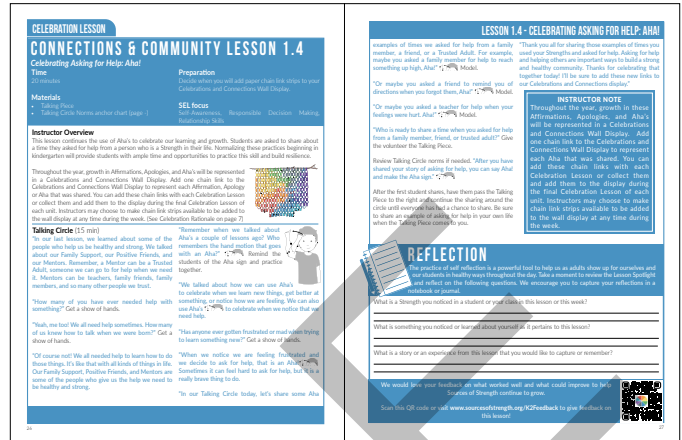 CELEBRATION LESSON
CONNECTIONS & COMMUNITY LESSON 1.4
Celebrating Asking for Help: Aha!
Time
20 minutes
Materials
• Talking Piece
• Talking Circle Norms anchor chart (page -)
Preparation
Decide when you will add paper chain link strips to your
Celebrations and Connections Wall Display.
SEL focus
Self-Awareness, Responsible Decision Making,
Relationship Skills
Instructor Overview
This lesson continues the use of Aha's to celebrate our learning and growth. Students are asked to share about a
time they asked for help from a person who is a Strength in their life. Normalizing these practices beginning in
kindergarten will provide students with ample time and opportunities to practice this skill and build resilience.
Throughout the year, growth in Affirmations, Apologies, and Aha's will be represented
in a Celebrations and Connections Wall Display. Add one chain link to the
Celebrations and Connections Wall Display to represent each Affirmation, Apology
or Aha that was shared. You can add these chain links with each Celebration Lesson
or collect them and add to the display during the final Celebration Lesson of each
unit. Instructors may choose to make chain link strips available to be added to
the wall display at any time during the week. (See Celebration Rationale on page 7)
Talking Circle (15 min)
"In our last lesson, we learned about some of the
people who help us be healthy and strong. We talked
about our Family Support, our Positive Friends, and
our Mentors. Remember a Mentor can be a Trusted
Adult, someone we can go to for help when we need
it. Mentors can be teachers, family friends, family
members, and so many other people we trust.
"How many of you have ever needed help with
something?" Get a show of hands.
"Yeah, me too! We all need help sometimes. How many
of us knew how to talk when we were born?" Get a
show of hands.
"Of course not! We all needed help to learn how to do
those things. It's like that with all kinds of things in life.
Our Family Support, Positive Friends, and Mentors are
some of the people who give us the help we need to
be healthy and strong.
"Remember when we talked about
Aha's a couple of lessons ago? Who
remembers the hand motion that goes
with an Aha?" Remind the
students of the Aha sign and practice
together.
"We talked about how we can use Aha's
to celebrate when we learn new things, get better at
something, or notice how we are feeling. We can also
use Aha's to celebrate when we notice that we
need help.
"Has anyone ever gotten frustrated or mad when trying
to learn something new?" Get a show of hands.
"When we notice we are feeling frustrated and
we decide to ask for help, that is an Aha!
Sometimes it can feel hard to ask for help, but it is a
really brave thing to do.
"In our Talking Circle today, let's share some Aha
26
LESSON 1.4 - CELEBRATING ASKING FOR HELP: AHA!
examples of times we asked for help from a family
member, a friend, or a Trusted Adult. For example,
maybe you asked a family member for help to reach
something up high, Aha!" Model.
"Or maybe you asked a friend to remind you of
directions when you forgot them, Aha!" Model.
"Or maybe you asked a teacher for help when your
feelings were hurt, Aha!" Model.
"Who is ready to share a time when you asked for help
from a family member, friend, or trusted adult?" Give
the volunteer the Talking Piece.
Review Talking Circle norms if needed. "After you have
shared your story of asking for help, you can say Aha!
and make the Aha sign."
After the first student shares, have them pass the Talking
Piece to the right and continue the sharing around the
circle until everyone has had a chance to share. Be sure
to share an example of asking for help in your own life
when the Talking Piece comes to you.
"Thank you all for sharing those examples of times you
used your Strengths and asked for help. Asking for help
and helping others are important ways to build a strong
and healthy community. Thanks for celebrating that
together today! I'll be sure to add these new links to
our Celebrations and Connections display."
INSTRUCTOR NOTE
Throughout the year, growth in these
Affirmations, Apologies, and Aha's
will be represented in a Celebrations
and Connections Wall Display. Add
one chain link to the Celebrations and
Connections Wall Display to represent
each Aha that was shared. You can
add these chain links with each
Celebration Lesson or collect them
and add them to the display during
the final Celebration Lesson of each
unit. Instructors may choose to make
chain link strips available to be added
to the wall display at any time during
the week.
REFLECTION
The practice of self reflection is a powerful tool to help us as adults show up for ourselves and
our students in healthy ways throughout the day. Take a moment to review the Lesson Spotlight
and reflect on the following questions. We encourage you to capture your reflections in a
notebook or journal.
What is a Strength you noticed in a student or your class in this lesson or this week?
What is something you noticed or learned about yourself as it pertains to this lesson?
What is a story or an experience from this lesson that you would like to capture or remember?
We would love your feedback on what worked well and what could improve to help
Sources of Strength continue to grow.
Scan this QR code or visit www.sourcesofstrength.org/K2Feedback to give feedback on
this lesson!
27